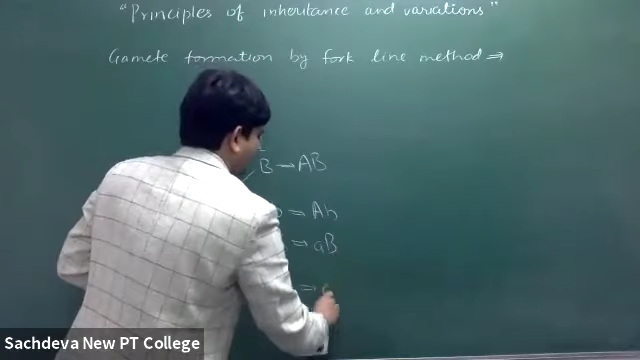 "Principles of inheritance and variations"
Gamete formation by fork line method ⇒
B → AB
b = Ab
= aB
=
Sachdeva New PT College